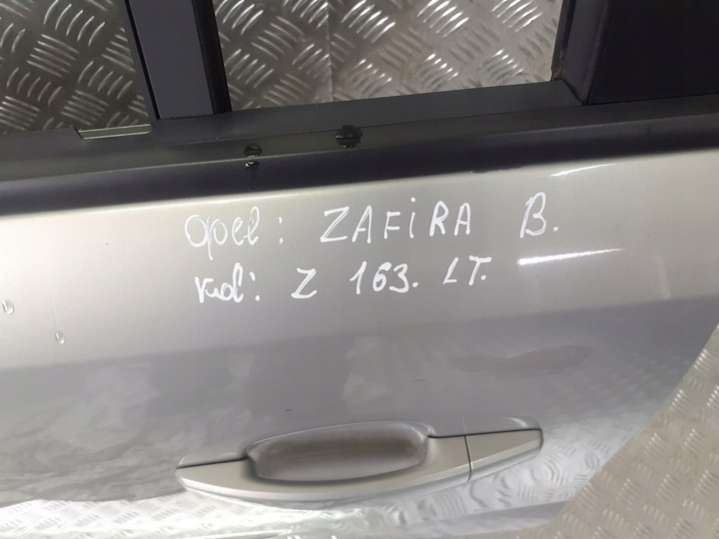 Opel: ZAFiRA B.
kol: Z 163. LT.